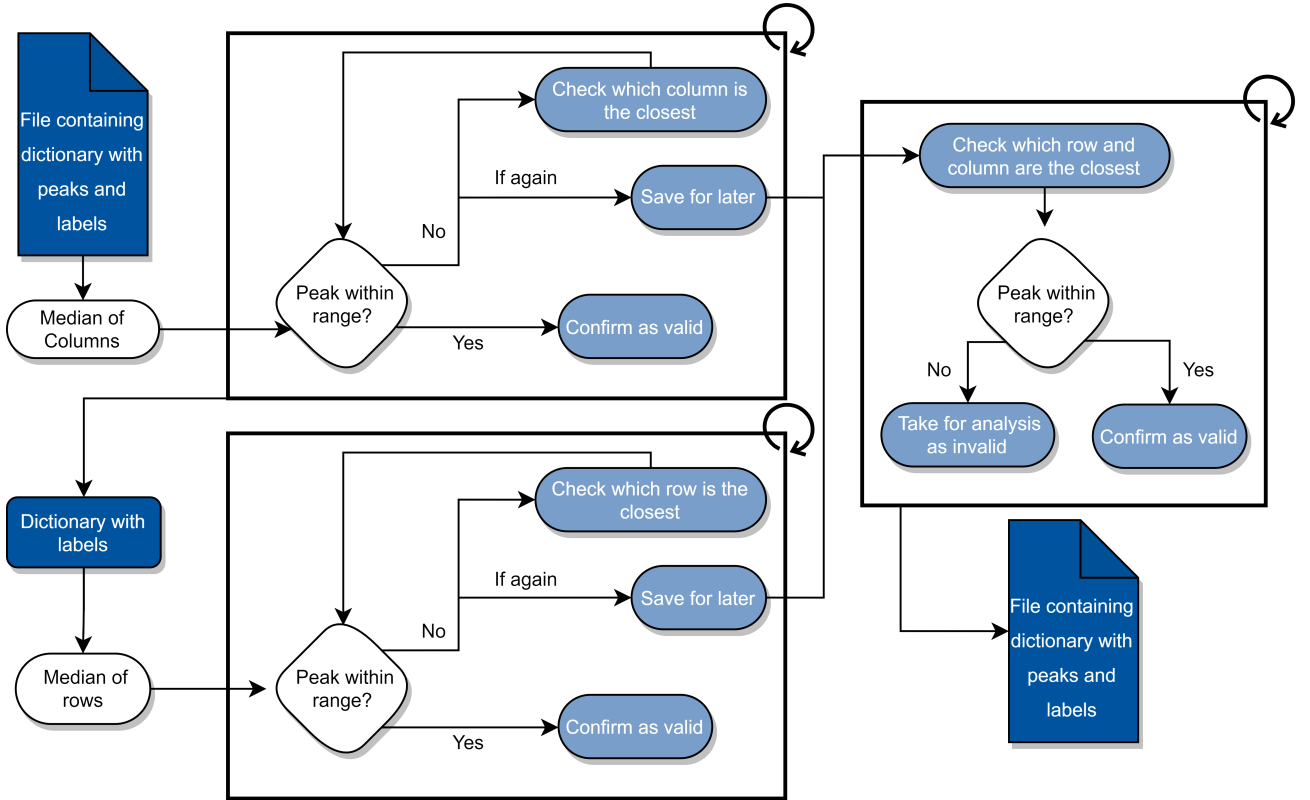 File containing
dictionary with
peaks and
labels
Median of
Columns
Check which column is
the closest
If again
Save for later
No
Peak within
range?
Yes
Confirm as valid
Dictionary with
labels
Median of
rows
Check which row is the
closest
If again
Save for later
No
Peak within
range?
Yes
Confirm as valid
Check which row and
column are the closest
Peak within
range?
No
Yes
Take for analysis
as invalid
Confirm as valid
File containing
dictionary with
peaks and
labels